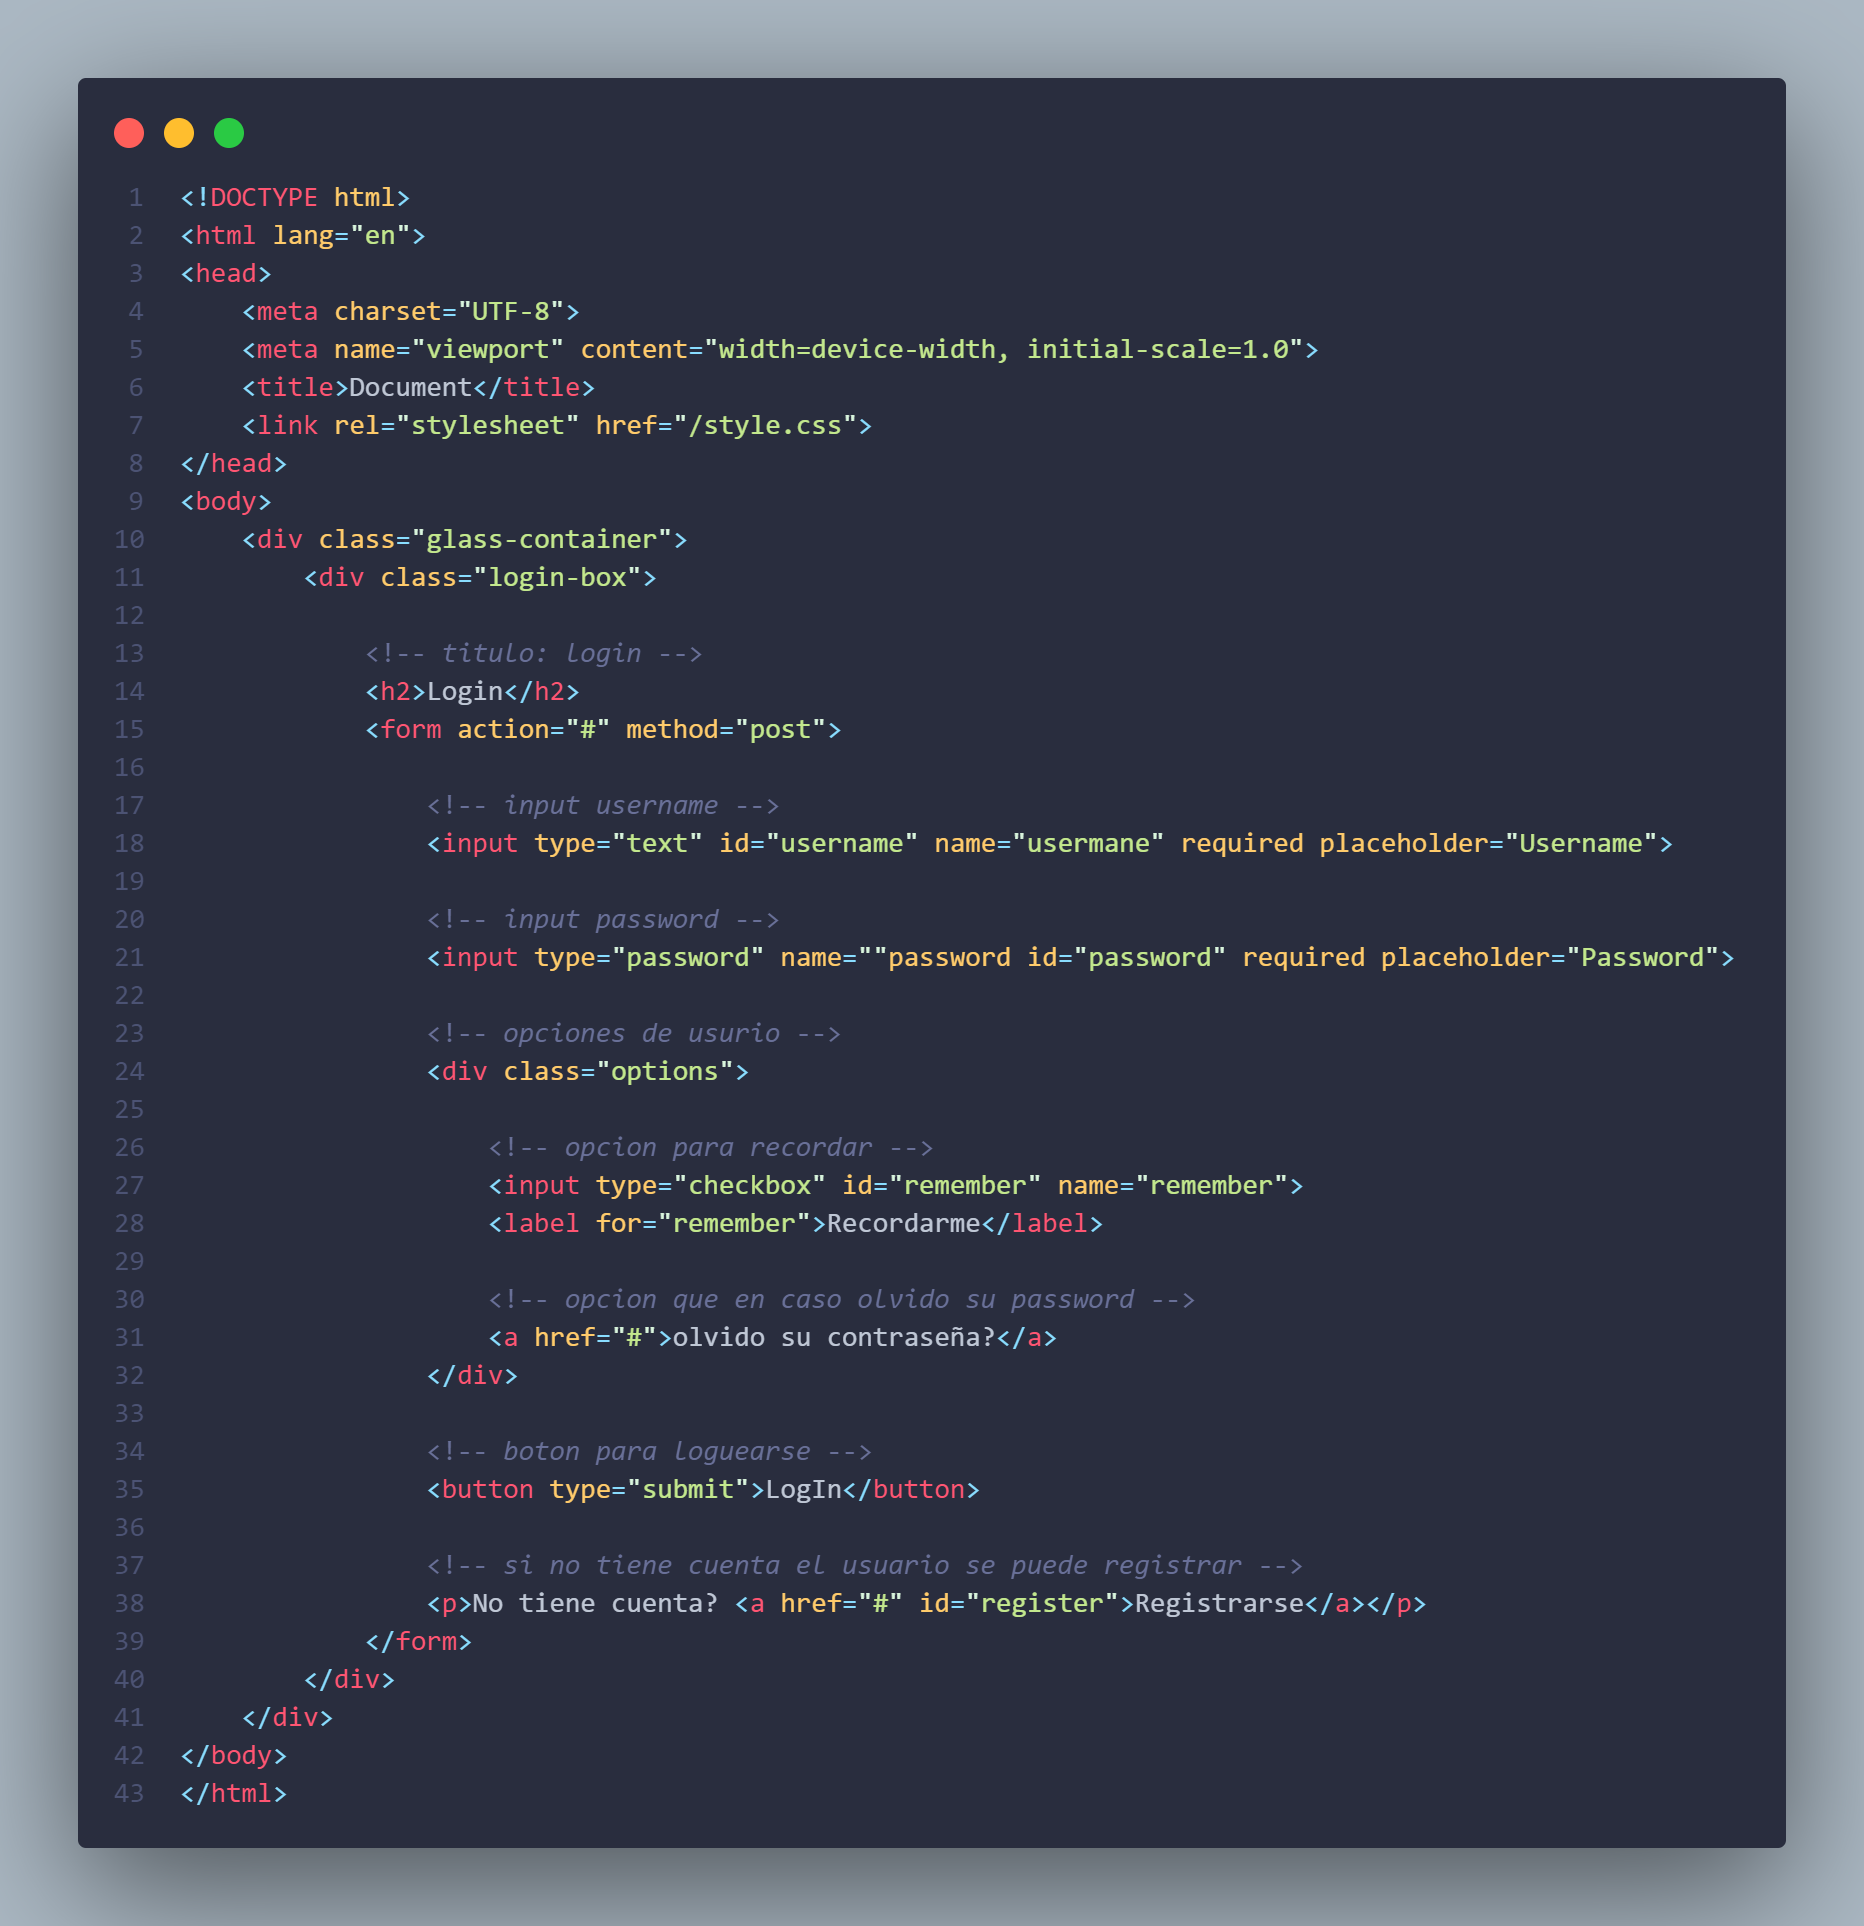 1 <!DOCTYPE html>
2 <html lang="en">
3 <head>
4     <meta charset="UTF-8">
5     <meta name="viewport" content="width=device-width, initial-scale=1.0">
6     <title>Document</title>
7     <link rel="stylesheet" href="/style.css">
8 </head>
9 <body>
10     <div class="glass-container">
11         <div class="login-box">
12
13             <!-- titulo: login -->
14             <h2>Login</h2>
15             <form action="#" method="post">
16
17                 <!-- input username -->
18                 <input type="text" id="username" name="usermane" required placeholder="Username">
19
20                 <!-- input password -->
21                 <input type="password" name=""password id="password" required placeholder="Password">
22
23                 <!-- opciones de usurio -->
24                 <div class="options">
25
26                     <!-- opcion para recordar -->
27                     <input type="checkbox" id="remember" name="remember">
28                     <label for="remember">Recordarme</label>
29
30                     <!-- opcion que en caso olvido su password -->
31                     <a href="#">olvido su contraseña?</a>
32                 </div>
33
34                 <!-- boton para loguearse -->
35                 <button type="submit">LogIn</button>
36
37                 <!-- si no tiene cuenta el usuario se puede registrar -->
38                 <p>No tiene cuenta? <a href="#" id="register">Registrarse</a></p>
39             </form>
40         </div>
41     </div>
42 </body>
43 </html>